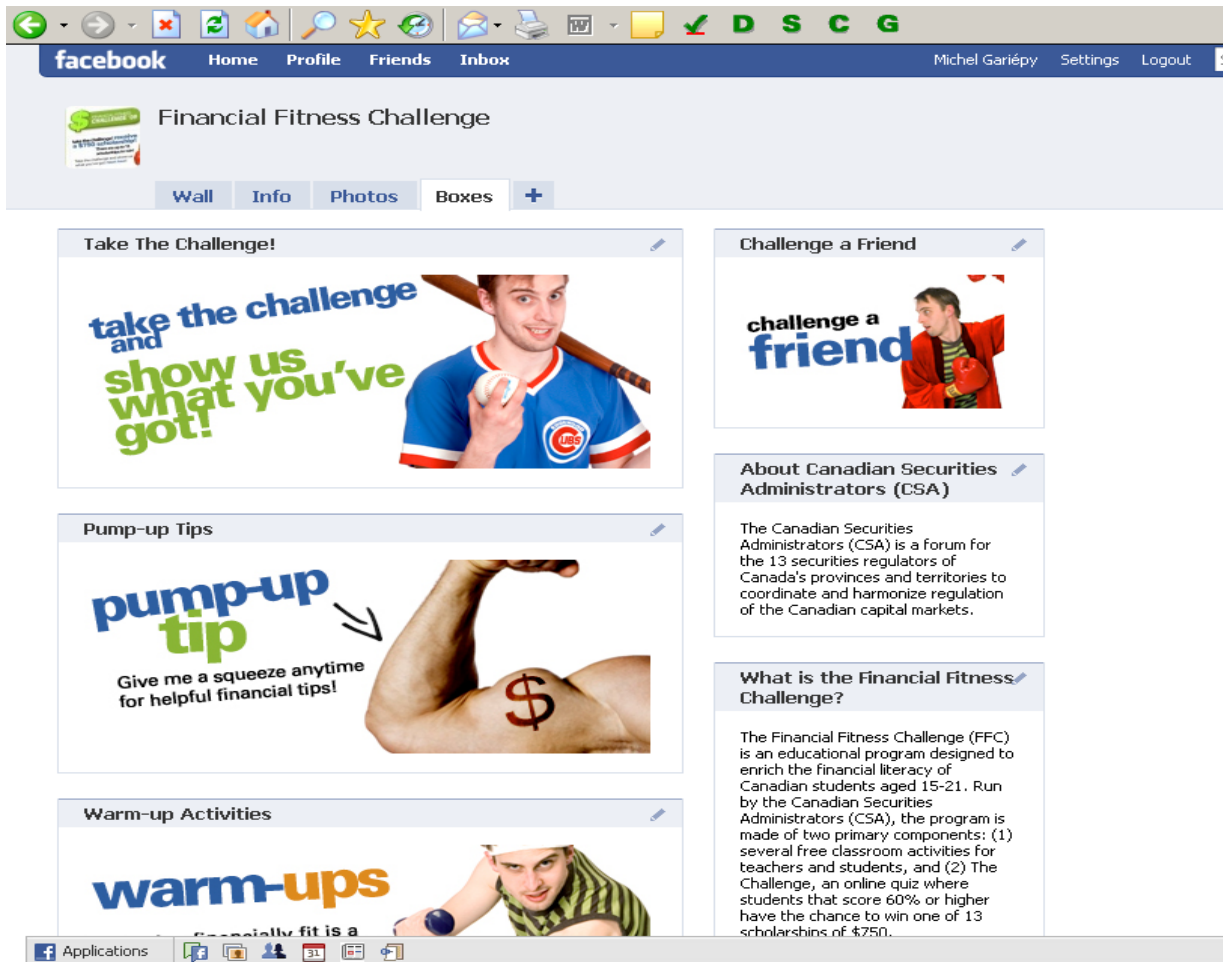 D S C G
facebook Home Profile Friends Inbox Michel Gariépy Settings Logout
Financial Fitness Challenge
Wall Info Photos Boxes +
Take The Challenge!
take the challenge
and
show us
what you've
got!
CUBS
Pump-up Tips
pump-up
tip
Give me a squeeze anytime
for helpful financial tips!
$
Warm-up Activities
warm-ups
financially fit is a
Challenge a Friend
challenge a
friend
About Canadian Securities
Administrators (CSA)
The Canadian Securities
Administrators (CSA) is a forum for
the 13 securities regulators of
Canada's provinces and territories to
coordinate and harmonize regulation
of the Canadian capital markets.
What is the Financial Fitness
Challenge?
The Financial Fitness Challenge (FFC)
is an educational program designed to
enrich the financial literacy of
Canadian students aged 15-21. Run
by the Canadian Securities
Administrators (CSA), the program is
made of two primary components: (1)
several free classroom activities for
teachers and students, and (2) The
Challenge, an online quiz where
students that score 60% or higher
have the chance to win one of 13
scholarships of $750.
Applications 31